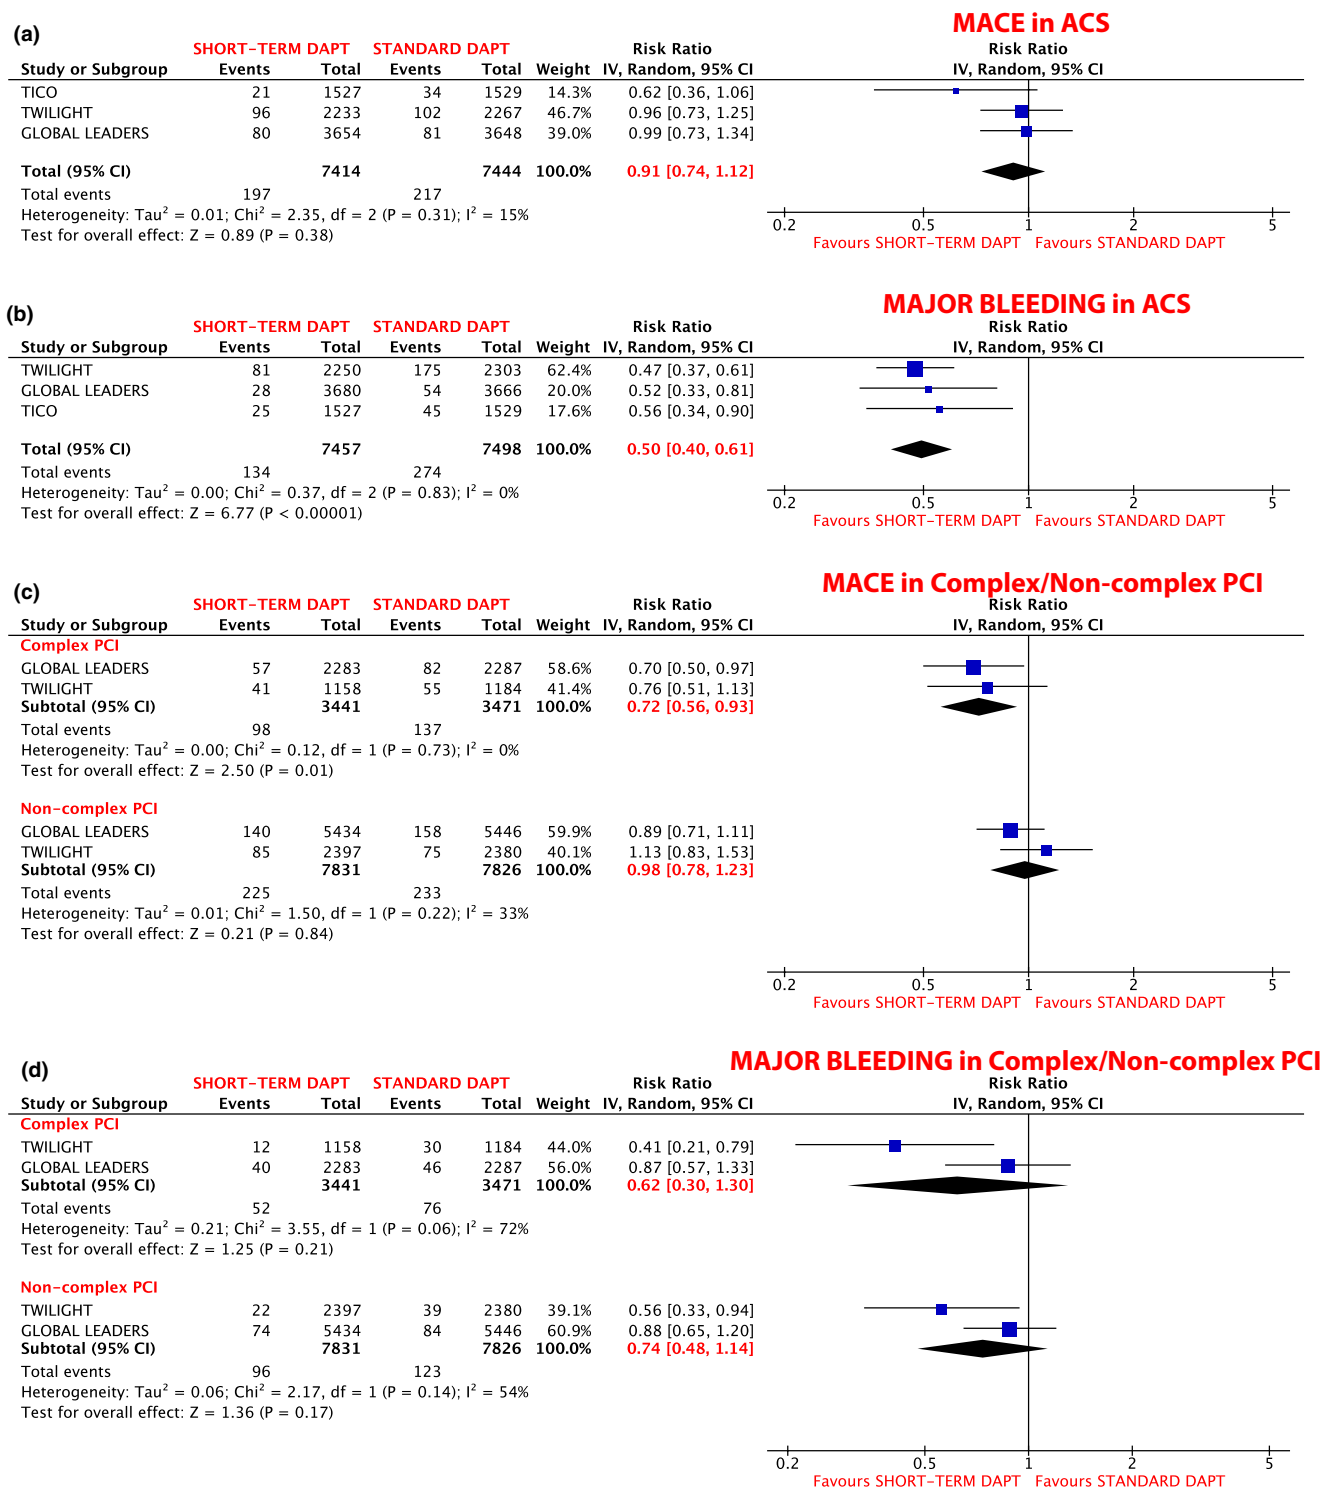 (a)
MACE in ACS
SHORT-TERM DAPT STANDARD DAPT Risk Ratio Risk Ratio
Study or Subgroup Events Total Events Total Weight IV, Random, 95% CI IV, Random, 95% CI
TICO 21 1527 34 1529 14.3% 0.62 [0.36, 1.06]
TWILIGHT 96 2233 102 2267 46.7% 0.96 [0.73, 1.25]
GLOBAL LEADERS 80 3654 81 3648 39.0% 0.99 [0.73, 1.34]
Total (95% CI) 7414 7444 100.0% 0.91 [0.74, 1.12]
Total events 197 217
Heterogeneity: Tau² = 0.01; Chi² = 2.35, df = 2 (P = 0.31); I² = 15%
Test for overall effect: Z = 0.89 (P = 0.38)
0.2 0.5 1 2 5
Favours SHORT-TERM DAPT Favours STANDARD DAPT
(b)
MAJOR BLEEDING in ACS
SHORT-TERM DAPT STANDARD DAPT Risk Ratio Risk Ratio
Study or Subgroup Events Total Events Total Weight IV, Random, 95% CI IV, Random, 95% CI
TWILIGHT 81 2250 175 2303 62.4% 0.47 [0.37, 0.61]
GLOBAL LEADERS 28 3680 54 3666 20.0% 0.52 [0.33, 0.81]
TICO 25 1527 45 1529 17.6% 0.56 [0.34, 0.90]
Total (95% CI) 7457 7498 100.0% 0.50 [0.40, 0.61]
Total events 134 274
Heterogeneity: Tau² = 0.00; Chi² = 0.37, df = 2 (P = 0.83); I² = 0%
Test for overall effect: Z = 6.77 (P < 0.00001)
0.2 0.5 1 2 5
Favours SHORT-TERM DAPT Favours STANDARD DAPT
(c)
MACE in Complex/Non-complex PCI
SHORT-TERM DAPT STANDARD DAPT Risk Ratio Risk Ratio
Study or Subgroup Events Total Events Total Weight IV, Random, 95% CI IV, Random, 95% CI
Complex PCI
GLOBAL LEADERS 57 2283 82 2287 58.6% 0.70 [0.50, 0.97]
TWILIGHT 41 1158 55 1184 41.4% 0.76 [0.51, 1.13]
Subtotal (95% CI) 3441 3471 100.0% 0.72 [0.56, 0.93]
Total events 98 137
Heterogeneity: Tau² = 0.00; Chi² = 0.12, df = 1 (P = 0.73); I² = 0%
Test for overall effect: Z = 2.50 (P = 0.01)
Non-complex PCI
GLOBAL LEADERS 140 5434 158 5446 59.9% 0.89 [0.71, 1.11]
TWILIGHT 85 2397 75 2380 40.1% 1.13 [0.83, 1.53]
Subtotal (95% CI) 7831 7826 100.0% 0.98 [0.78, 1.23]
Total events 225 233
Heterogeneity: Tau² = 0.01; Chi² = 1.50, df = 1 (P = 0.22); I² = 33%
Test for overall effect: Z = 0.21 (P = 0.84)
0.2 0.5 1 2 5
Favours SHORT-TERM DAPT Favours STANDARD DAPT
(d)
MAJOR BLEEDING in Complex/Non-complex PCI
SHORT-TERM DAPT STANDARD DAPT Risk Ratio Risk Ratio
Study or Subgroup Events Total Events Total Weight IV, Random, 95% CI IV, Random, 95% CI
Complex PCI
TWILIGHT 12 1158 30 1184 44.0% 0.41 [0.21, 0.79]
GLOBAL LEADERS 40 2283 46 2287 56.0% 0.87 [0.57, 1.33]
Subtotal (95% CI) 3441 3471 100.0% 0.62 [0.30, 1.30]
Total events 52 76
Heterogeneity: Tau² = 0.21; Chi² = 3.55, df = 1 (P = 0.06); I² = 72%
Test for overall effect: Z = 1.25 (P = 0.21)
Non-complex PCI
TWILIGHT 22 2397 39 2380 39.1% 0.56 [0.33, 0.94]
GLOBAL LEADERS 74 5434 84 5446 60.9% 0.88 [0.65, 1.20]
Subtotal (95% CI) 7831 7826 100.0% 0.74 [0.48, 1.14]
Total events 96 123
Heterogeneity: Tau² = 0.06; Chi² = 2.17, df = 1 (P = 0.14); I² = 54%
Test for overall effect: Z = 1.36 (P = 0.17)
0.2 0.5 1 2 5
Favours SHORT-TERM DAPT Favours STANDARD DAPT